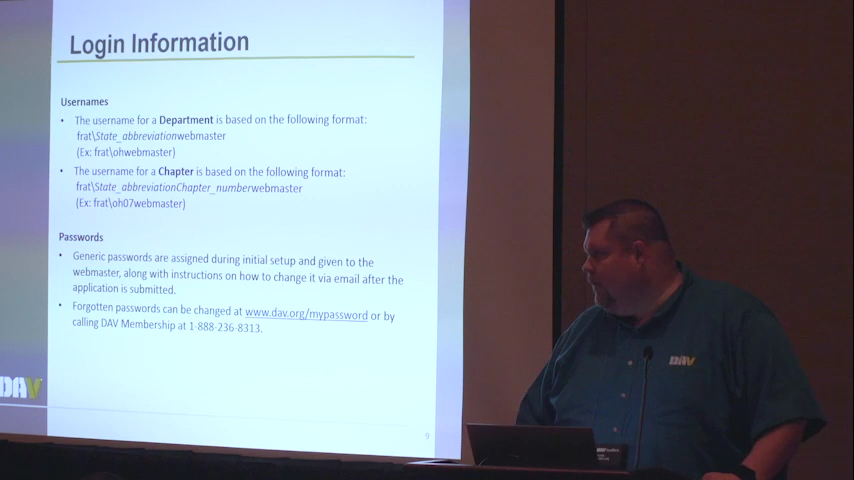 Login Information
Usernames
• The username for a Department is based on the following format:
frat\State_abbreviationwebmaster
(Ex: frat\ohwebmaster)
• The username for a Chapter is based on the following format:
frat\State_abbreviationChapter_numberwebmaster
(Ex: frat\oh07webmaster)
Passwords
• Generic passwords are assigned during initial setup and given to the
webmaster, along with instructions on how to change it via email after the
application is submitted.
• Forgotten passwords can be changed at www.dav.org/mypassword or by
calling DAV Membership at 1-888-236-8313.
DAV
9
DAV